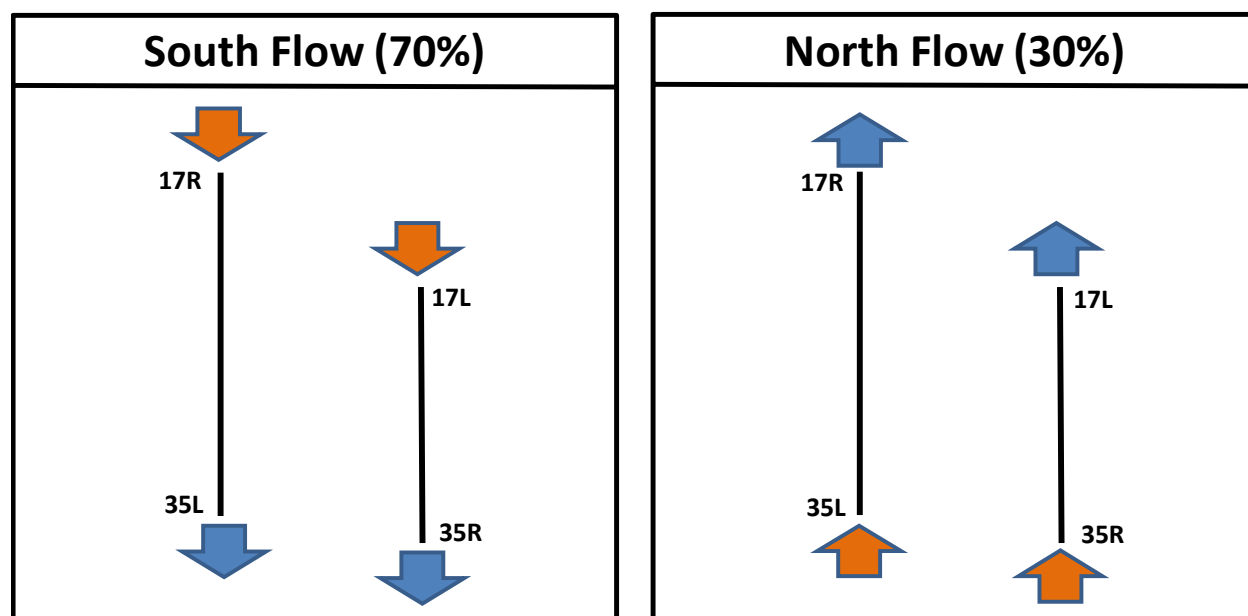 South Flow (70%)
17R
17L
35L
35R
North Flow (30%)
17R
17L
35L
35R